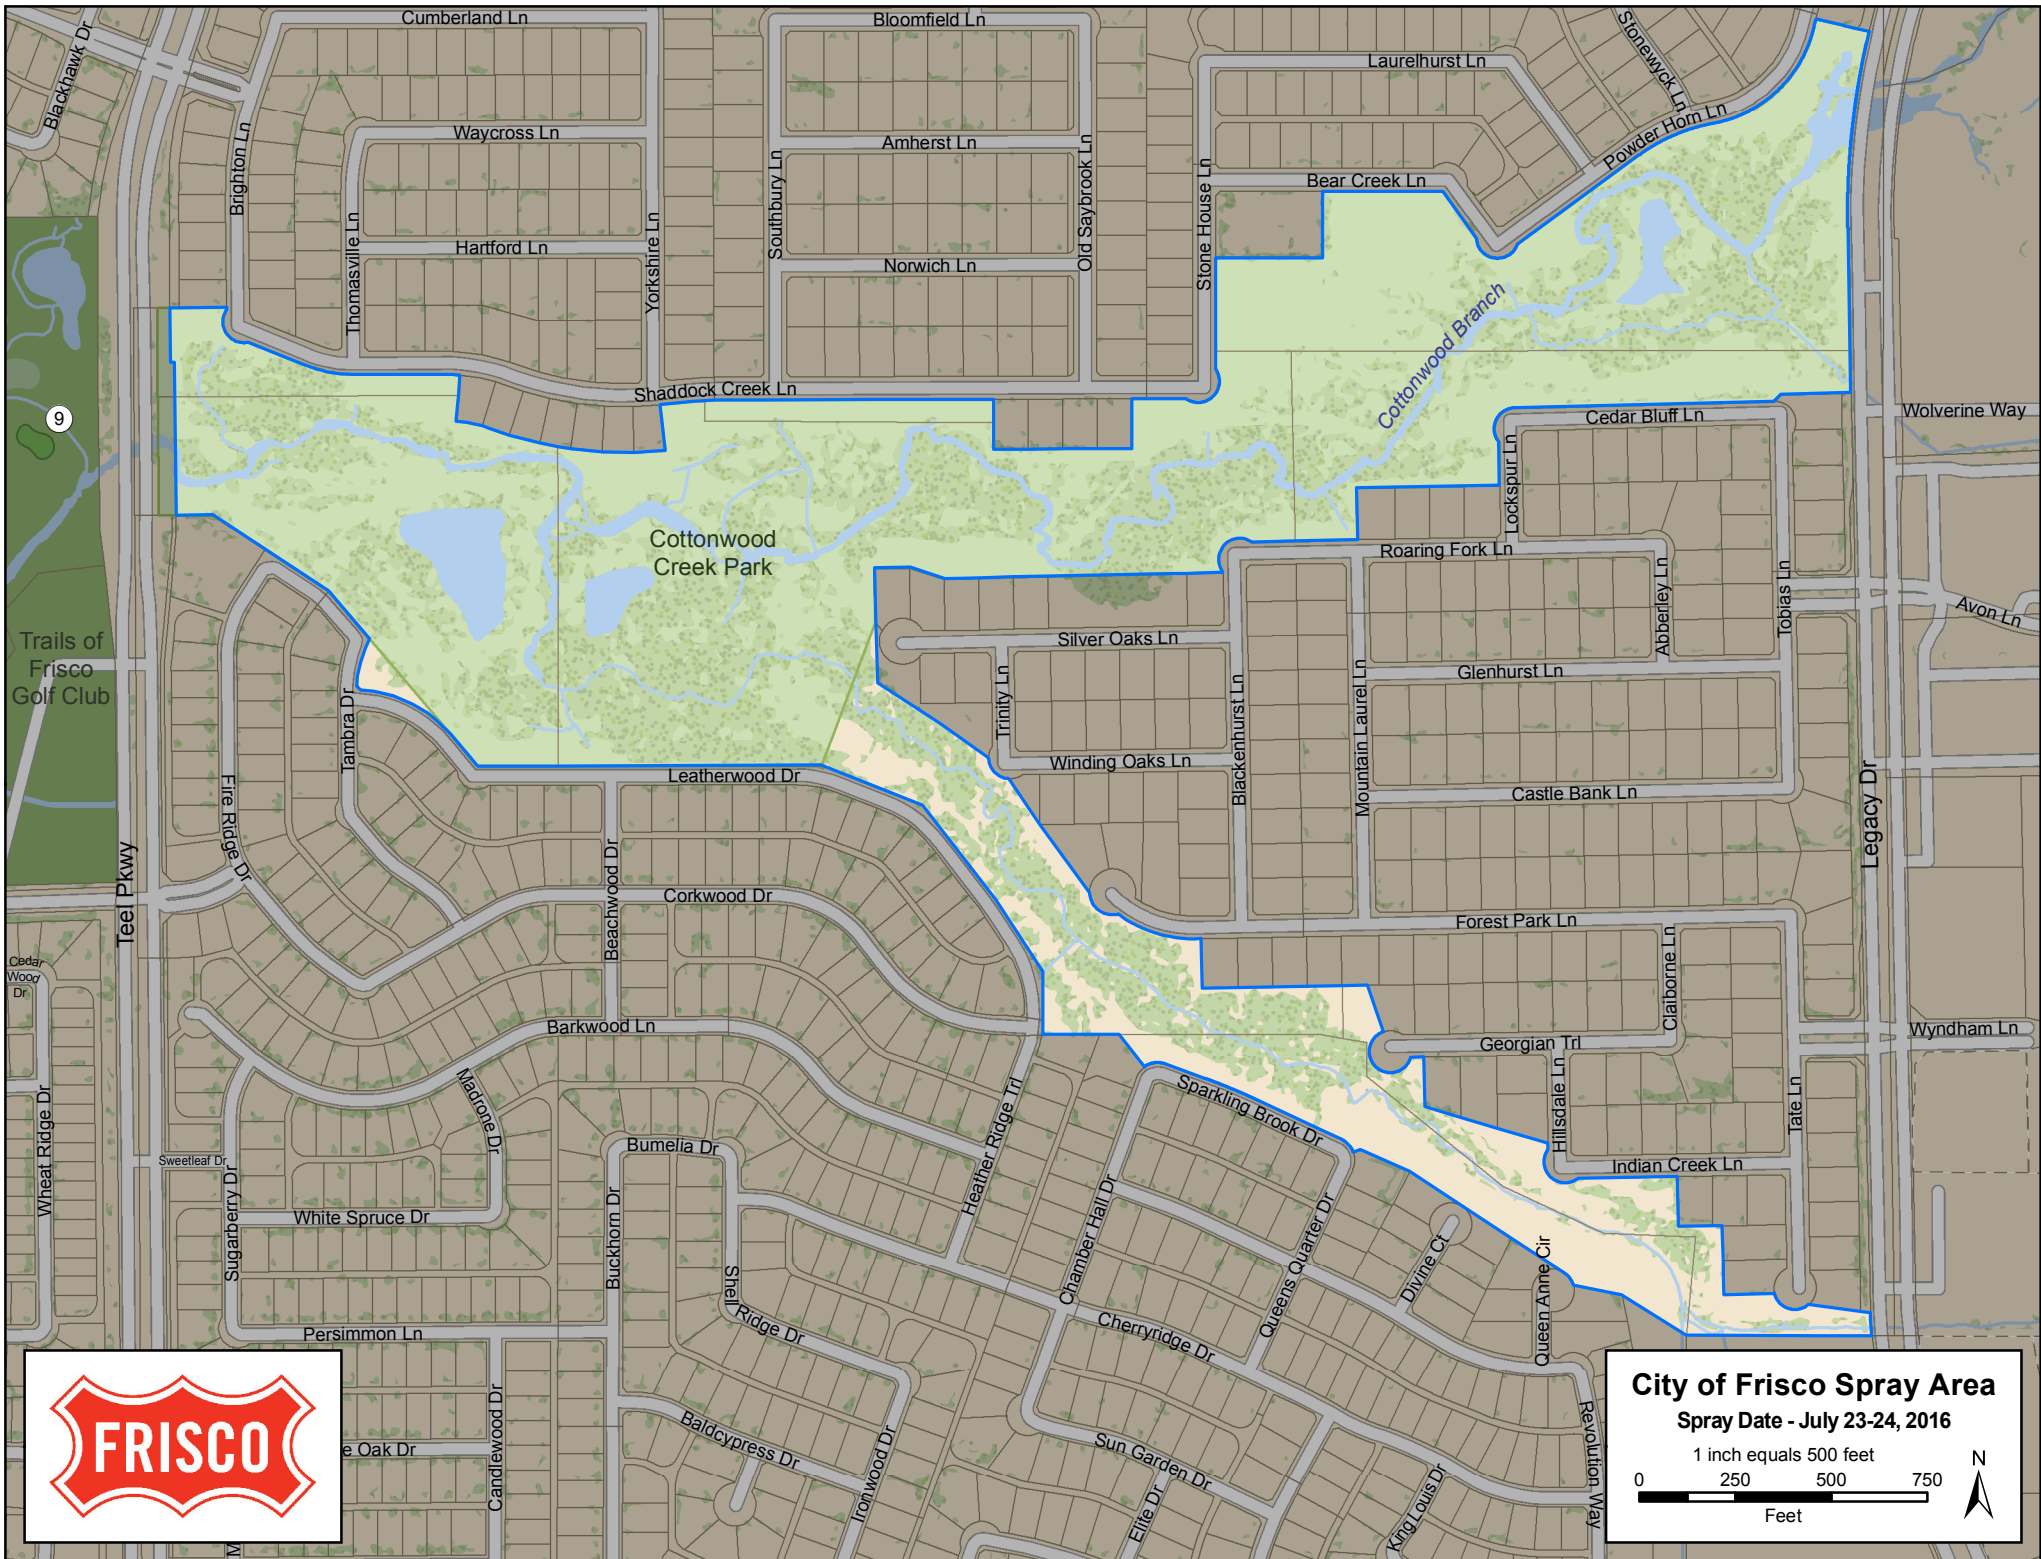 Cumberland Ln
Bloomfield Ln
Blackhawk Dr
Stonewyck Ln
Laurelhurst Ln
Powder Horn Ln
Waycross Ln
Amherst Ln
Brighton Ln
Southbury Ln
Old Saybrook Ln
Stone House Ln
Bear Creek Ln
Thomasville Ln
Hartford Ln
Yorkshire Ln
Norwich Ln
Cottonwood Branch
Shaddock Creek Ln
9
Cedar Bluff Ln
Wolverine Way
Lockspur Ln
Cottonwood
Creek Park
Roaring Fork Ln
Abberley Ln
Tobias Ln
Avon Ln
Trails of
Frisco
Golf Club
Silver Oaks Ln
Trinity Ln
Glenhurst Ln
Tambra Dr
Blackenhurst Ln
Mountain Laurel Ln
Winding Oaks Ln
Leatherwood Dr
Castle Bank Ln
Legacy Dr
Fire Ridge Dr
Teel Pkwy
Beachwood Dr
Corkwood Dr
Forest Park Ln
Claiborne Ln
Cedar
Wood
Dr
Barkwood Ln
Georgian Trl
Wyndham Ln
Madrone Dr
Heather Ridge Trl
Sparkling Brook Dr
Hillsdale Ln
Tate Ln
Wheat Ridge Dr
Sweetleaf Dr
Bumelia Dr
Indian Creek Ln
Sugarberry Dr
White Spruce Dr
Buckhorn Dr
Chamber Hall Dr
Queens Quarter Dr
Divine Ct
Queen Anne Cir
Shell Ridge Dr
Persimmon Ln
Cherryridge Dr
FRISCO
e Oak Dr
Candlewood Dr
Baldcypress Dr
Ironwood Dr
Sun Garden Dr
Elite Dr
King Louis Dr
Revolution Way
M
City of Frisco Spray Area
Spray Date - July 23-24, 2016
1 inch equals 500 feet
N
0 250 500 750
Feet